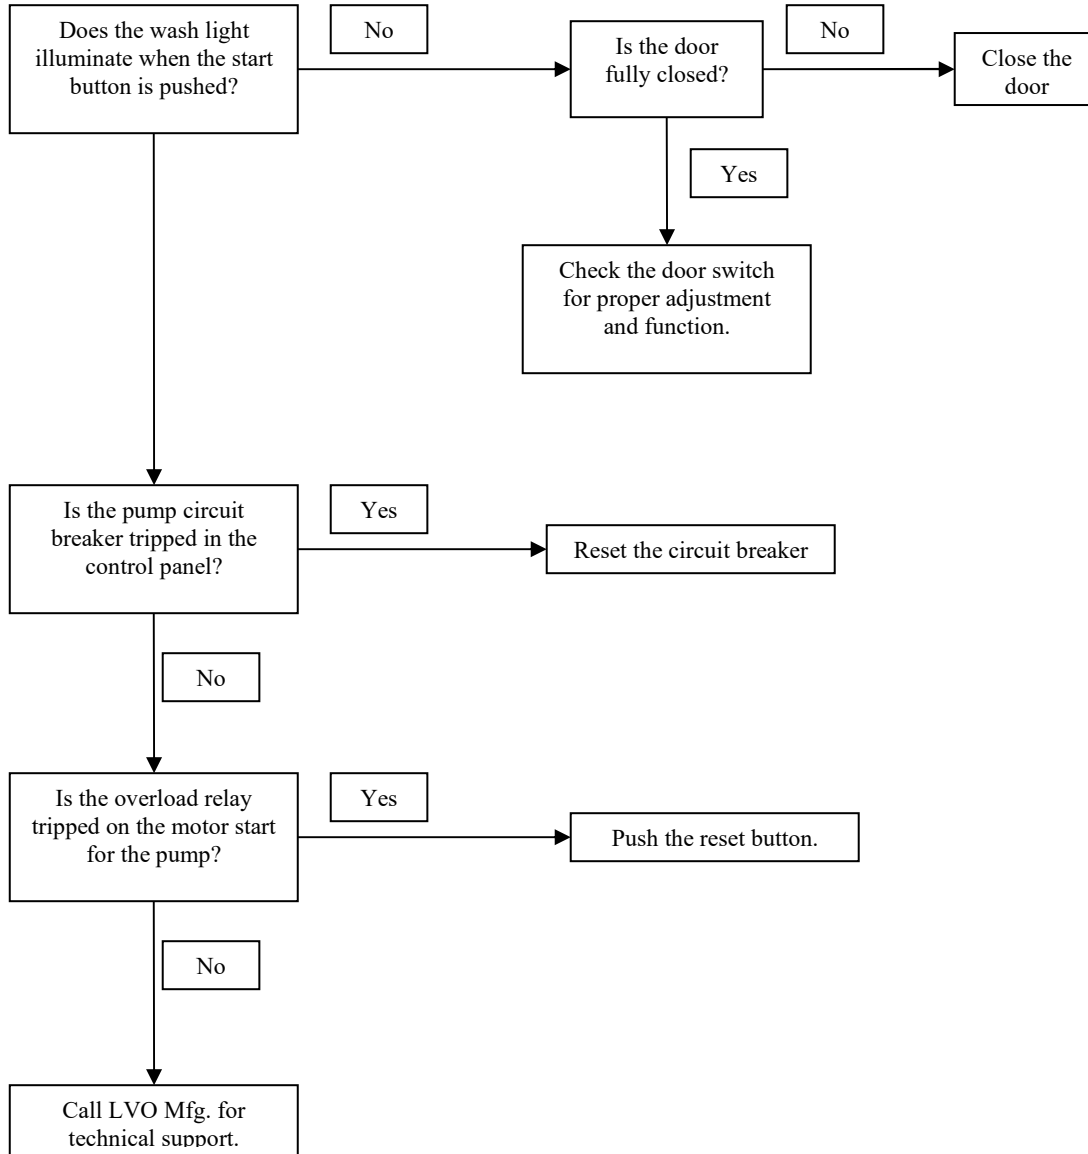 Does the wash light
illuminate when the start
button is pushed?
No
Is the door
fully closed?
No
Close the
door
Yes
Check the door switch
for proper adjustment
and function.
Is the pump circuit
breaker tripped in the
control panel?
Yes
Reset the circuit breaker
No
Is the overload relay
tripped on the motor start
for the pump?
Yes
Push the reset button.
No
Call LVO Mfg. for
technical support.